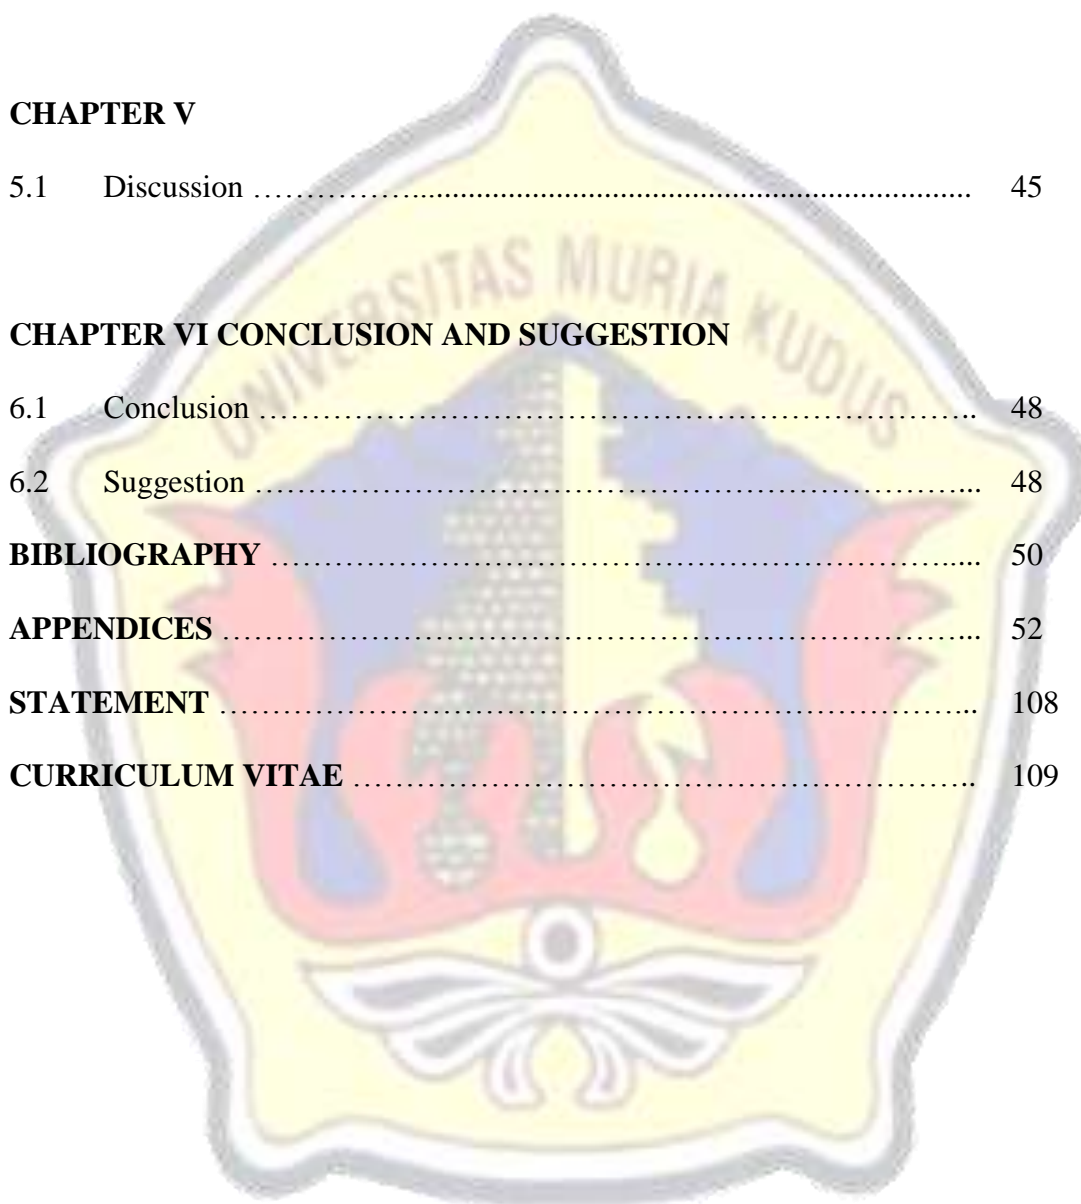 CHAPTER V
5.1 Discussion ........................................................................ 45
UNIVERSITAS MURIA KUDUS
CHAPTER VI CONCLUSION AND SUGGESTION
6.1 Conclusion ........................................................................ 48
6.2 Suggestion ........................................................................ 48
BIBLIOGRAPHY ........................................................................ 50
APPENDICES ........................................................................ 52
STATEMENT ........................................................................ 108
CURRICULUM VITAE ........................................................................ 109